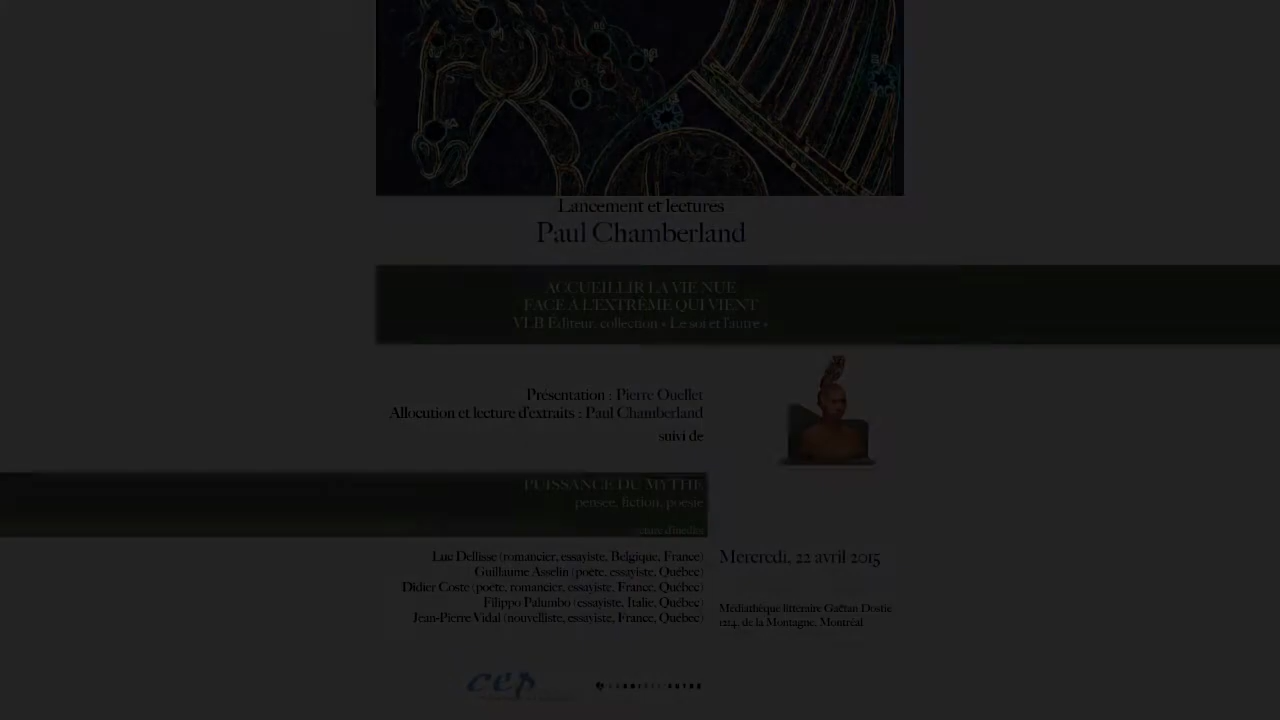 Lancement et lectures
Paul Chamberland
ACCUEILLIR LA VIE NUE
FACE À L'EXTRÊME QUI VIENT
VLB Éditeur, collection « Le soi et l'autre »
Présentation : Pierre Ouellet
Allocution et lecture d'extraits : Paul Chamberland
suivi de
PUISSANCE DU MYTHE
pensée, fiction, poésie
d'inédits
Luc Dellisse (romancier, essayiste, Belgique, France)
Guillaume Asselin (poète, essayiste, Québec)
Didier Coste (poète, romancier, essayiste, France, Québec)
Filippo Palumbo (essayiste, Italie, Québec)
Jean-Pierre Vidal (nouvelliste, essayiste, France, Québec)
Mercredi, 22 avril 2015
Médiathèque littéraire Gaëtan Dostie
1214, de la Montagne, Montréal
cep